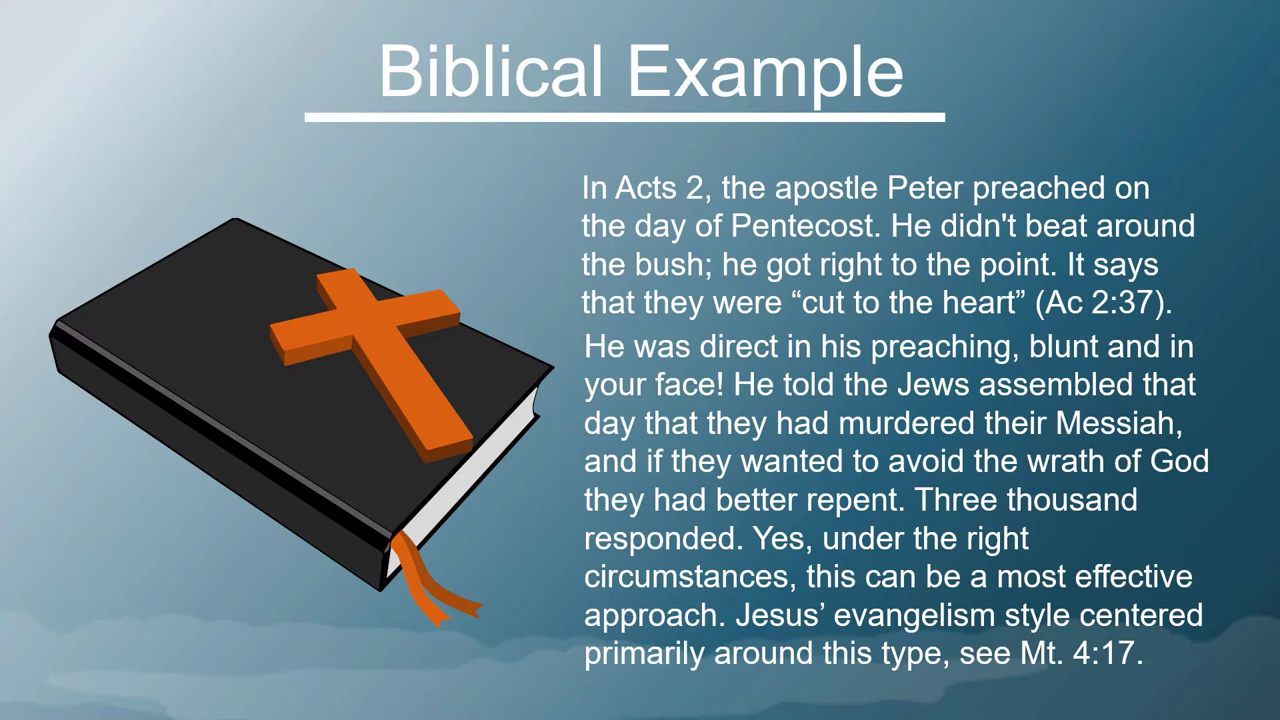 Biblical Example
In Acts 2, the apostle Peter preached on
the day of Pentecost. He didn't beat around
the bush; he got right to the point. It says
that they were “cut to the heart” (Ac 2:37).
He was direct in his preaching, blunt and in
your face! He told the Jews assembled that
day that they had murdered their Messiah,
and if they wanted to avoid the wrath of God
they had better repent. Three thousand
responded. Yes, under the right
circumstances, this can be a most effective
approach. Jesus’ evangelism style centered
primarily around this type, see Mt. 4:17.